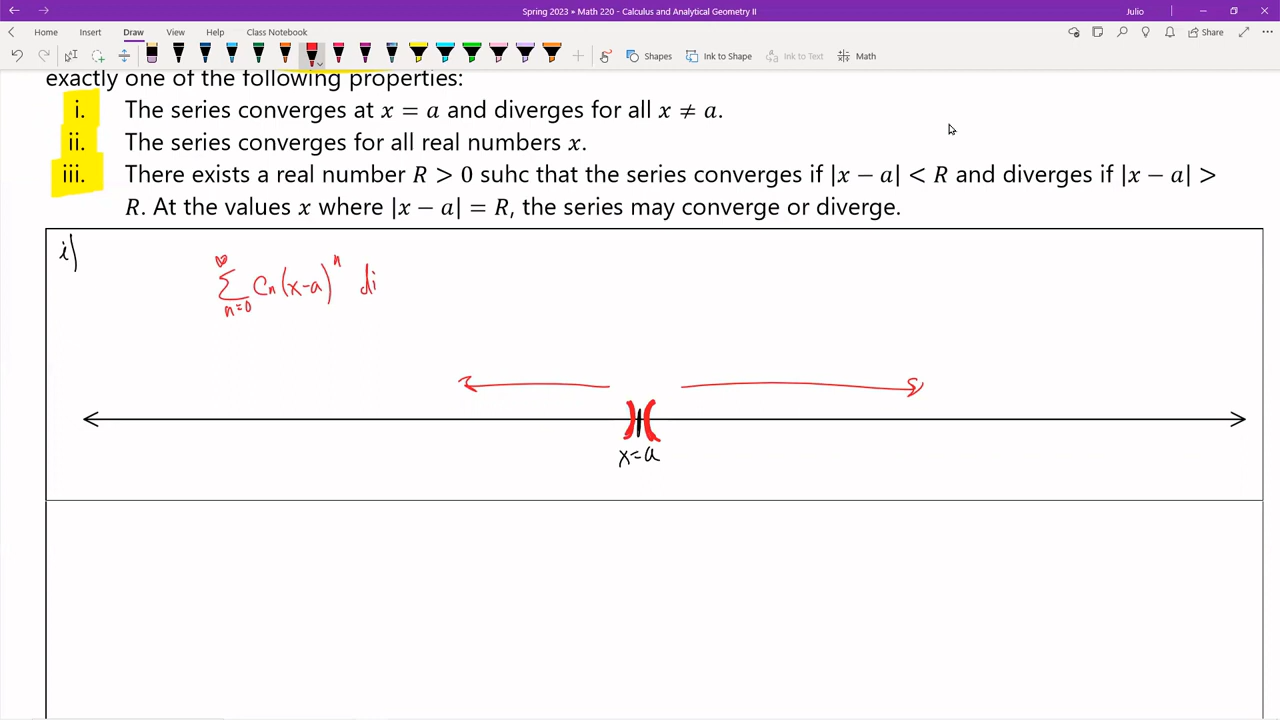 Spring 2023 » Math 220 - Calculus and Analytical Geometry II
Julio
Home Insert Draw View Help Class Notebook
Share
Shapes Ink to Shape Ink to Text Math
exactly one of the following properties:
i. The series converges at x = a and diverges for all x ≠ a.
ii. The series converges for all real numbers x.
iii. There exists a real number R > 0 suhc that the series converges if |x − a| < R and diverges if |x − a| >
R. At the values x where |x − a| = R, the series may converge or diverge.
i)
∑_{n=0}^{∞} Cn(x-a)^n di
x=a